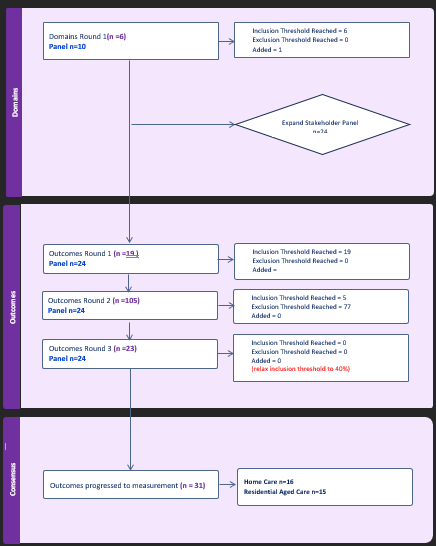 Domains
Domains Round 1(n =6)
Panel n=10
Inclusion Threshold Reached = 6
Exclusion Threshold Reached = 0
Added = 1
Expand Stakeholder Panel
n=24
Outcomes
Outcomes Round 1 (n =19.)
Panel n=24
Inclusion Threshold Reached = 19
Exclusion Threshold Reached = 0
Added =
Outcomes Round 2 (n =105)
Panel n=24
Inclusion Threshold Reached = 5
Exclusion Threshold Reached = 77
Added = 0
Outcomes Round 3 (n =23)
Panel n=24
Inclusion Threshold Reached = 0
Exclusion Threshold Reached = 0
Added = 0
(relax inclusion threshold to 40%)
Consensus
Outcomes progressed to measurement (n = 31)
Home Care n=16
Residential Aged Care n=15